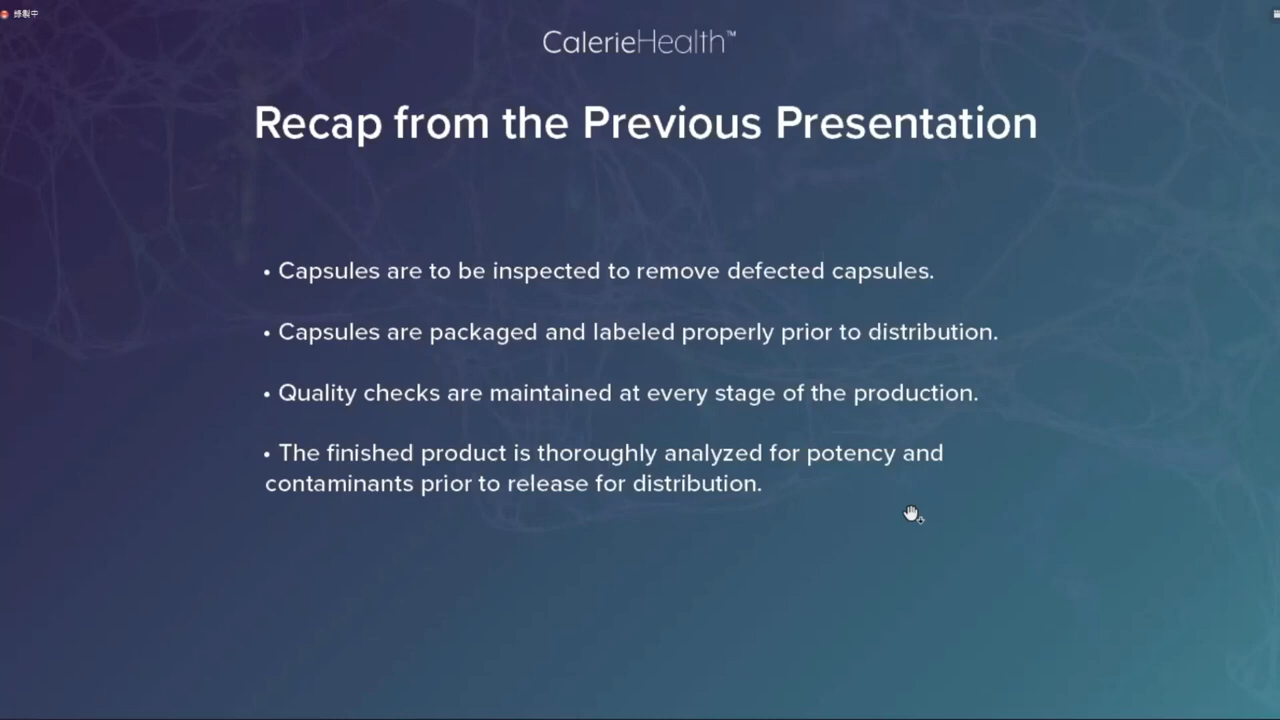 錄製中
CalerieHealth™
Recap from the Previous Presentation
• Capsules are to be inspected to remove defected capsules.
• Capsules are packaged and labeled properly prior to distribution.
• Quality checks are maintained at every stage of the production.
• The finished product is thoroughly analyzed for potency and
contaminants prior to release for distribution.